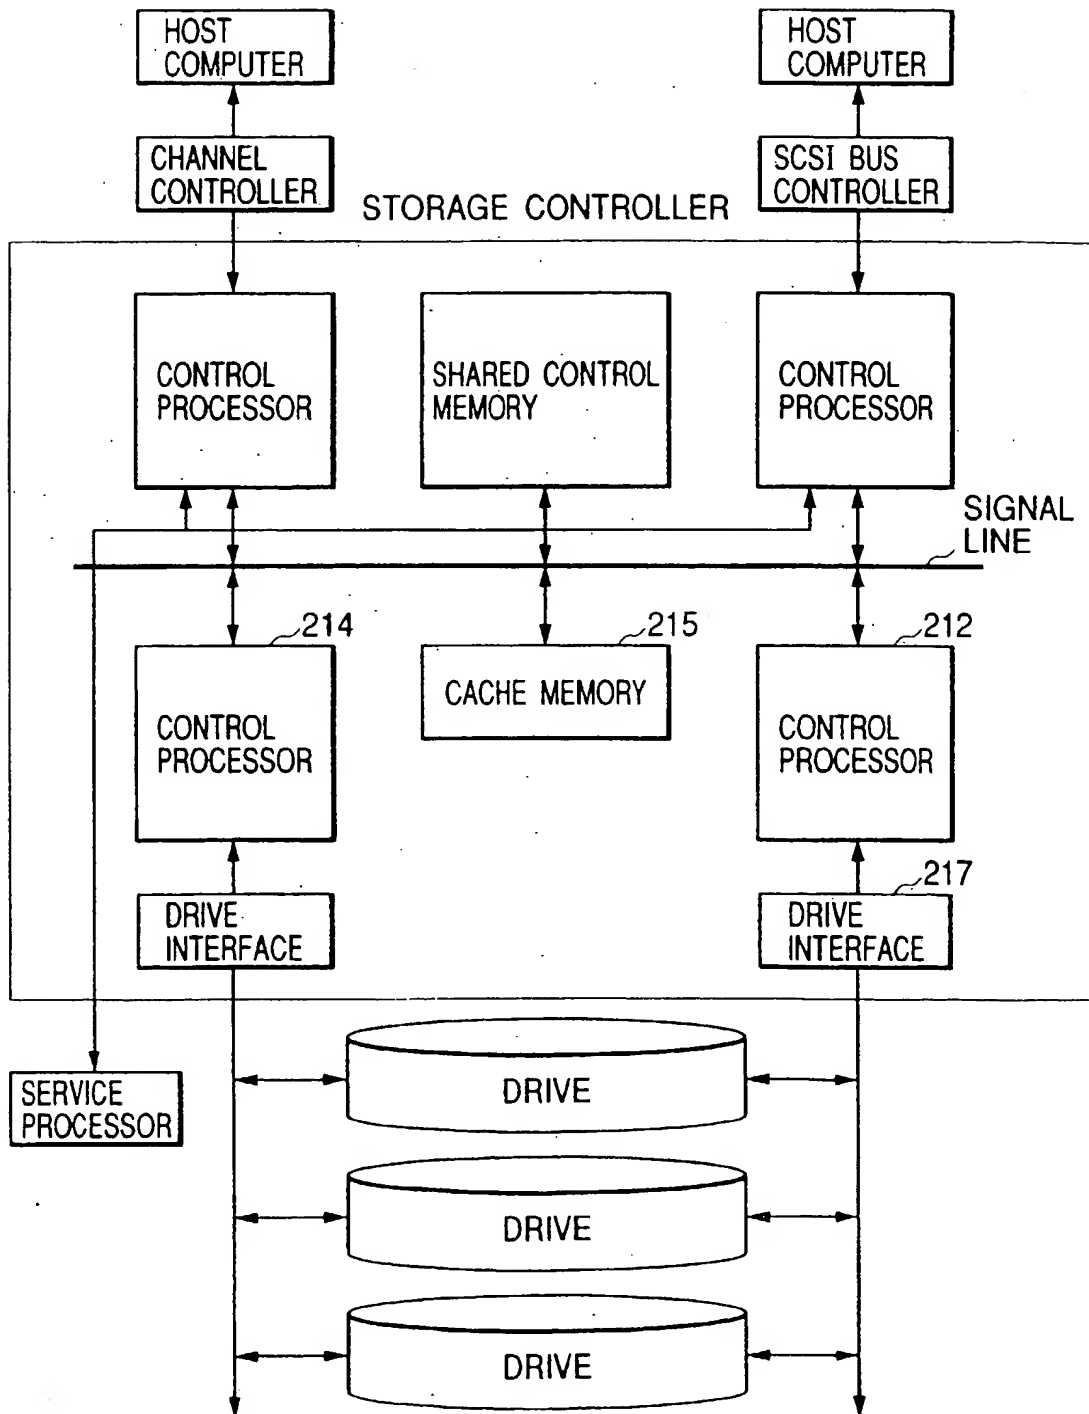 HOST
COMPUTER
HOST
COMPUTER
CHANNEL
CONTROLLER
SCSI BUS
CONTROLLER
STORAGE CONTROLLER
CONTROL
PROCESSOR
SHARED CONTROL
MEMORY
CONTROL
PROCESSOR
SIGNAL
LINE
214
215
212
CONTROL
PROCESSOR
CACHE MEMORY
CONTROL
PROCESSOR
217
DRIVE
INTERFACE
DRIVE
INTERFACE
SERVICE
PROCESSOR
DRIVE
DRIVE
DRIVE